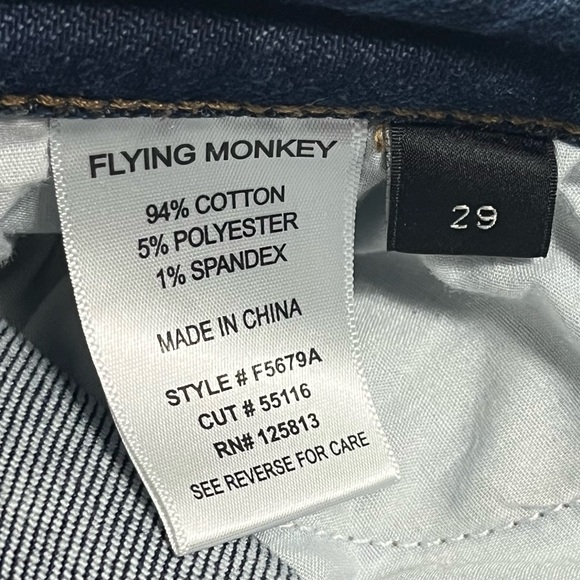 FLYING MONKEY
94% COTTON
5% POLYESTER
1% SPANDEX
MADE IN CHINA
STYLE # F5679A
CUT # 55116
RN# 125813
SEE REVERSE FOR CARE
29